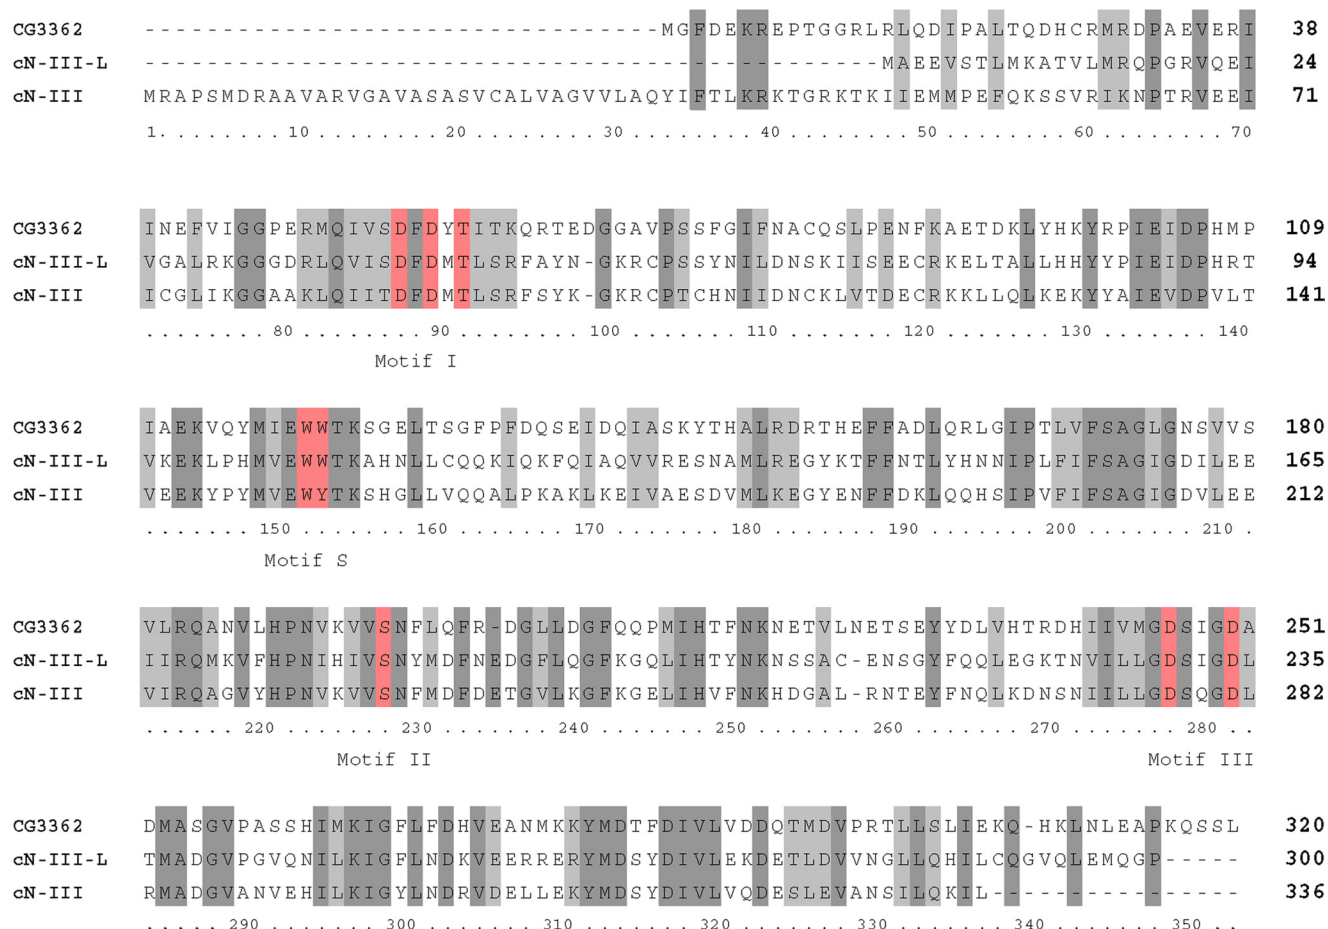 CG3362 ---------------------------------MGFDEKREPTGGRLRLQDIPALTQDHCRMRDPAEVERI 38
cN-III-L -----------------------------------------------MAEEVSTLMKATVLMRQPGRVQEI 24
cN-III MRAPSMDRAAVARVGAVASASVCALVAGVVLAQYIFTLKRKTGRKTKIIEMMPEFQKSSVRIKNPTRVEEI 71
1........10........20........30........40........50........60........70
CG3362 INEFVIGGPERMQIVSDFDYTITKQRTEDGGAVPSSFGIFNACQSLPENFKAETDKLYHKYRPIEIDPHMP 109
cN-III-L VGALRKGGGDRLQVISDFDMTLSRFAYN-GKRCPSSYNILDNSKIISEECRKELTALLHHYYPIEIDPHRT 94
cN-III ICGLIKGGAAKLQIITDFDMTLSRFSYK-GKRCPTCHNIIDNCKLVTDECRKKLLQLKEKYYAIEVDPVLT 141
........80........90........100.......110.......120.......130.......140
Motif I
CG3362 IAEKVQYMIEWWTKSGELTSGFPFDQSEIDQIASKYTHALRDRTHEFFADLQRLGIPTLVFSAGLGNSVVS 180
cN-III-L VKEKLPHMVEWWTKAHNLLCQQKIQKFQIAQVVRESNAMLREGYKTFFNTLYHNNIPLFIFSAGIGDILEE 165
cN-III VEEKYPYMVEWYTKSHGLLVQQALPKAKLKEIVAESDVMLKEGYENFFDKLQQHSIPVFIFSAGIGDVLEE 212
.......150.......160.......170.......180.......190.......200.......210.
Motif S
CG3362 VLRQANVLHPNVKVVSNFLQFR-DGLLDGFQQPMIHTFNKNETVLNETSEYYDLVHTRDHIIVMGDSIGDA 251
cN-III-L IIRQMKVFHPNIHIVSNYMDFNEDGFLQGFKGQLIHTYNKNSSAC-ENSGYFQQLEGKTNVILLGDSIGDL 235
cN-III VIRQAGVYHPNVKVVSNFMDFDETGVLKGFKGELIHVFNKHDGAL-RNTEYFNQLKDNSNIILLGDSQGDL 282
......220.......230.......240.......250.......260.......270.......280..
Motif II Motif III
CG3362 DMASGVPASSHIMKIGFLFDHVEANMKKYMDTFDIVLVDDQTMDVPRTLLSLIEKQ-HKLNLEAPKQSSL 320
cN-III-L TMADGVPGVQNILKIGFLNDKVEERRERYMDSYDIVLEKDETLDVVNGLLQHILCQGVQLEMQGP----- 300
cN-III RMADGVANVEHILKIGYLNDRVDELLEKYMDSYDIVLVQDESLEVANSILQKIL---------------- 336
.....290.......300.......310.......320.......330.......340.......350..